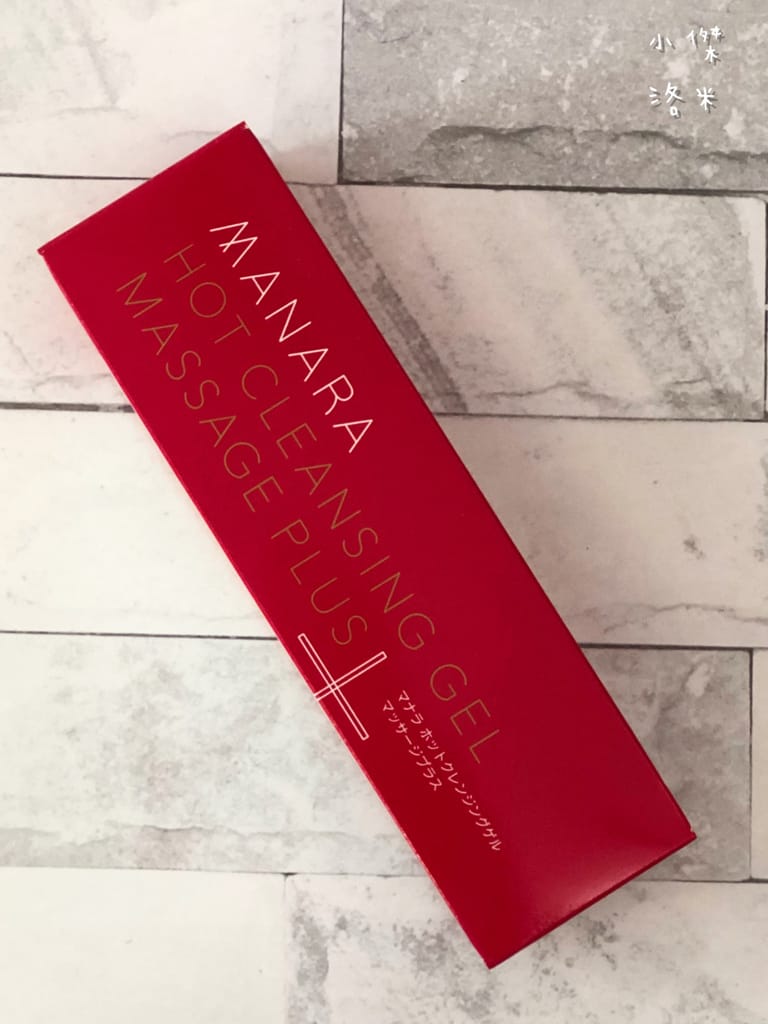 小傑
洛米
MANARA
HOT CLEANSING GEL
MASSAGE PLUS
マナラ ホットクレンジングゲル
マッサージプラス